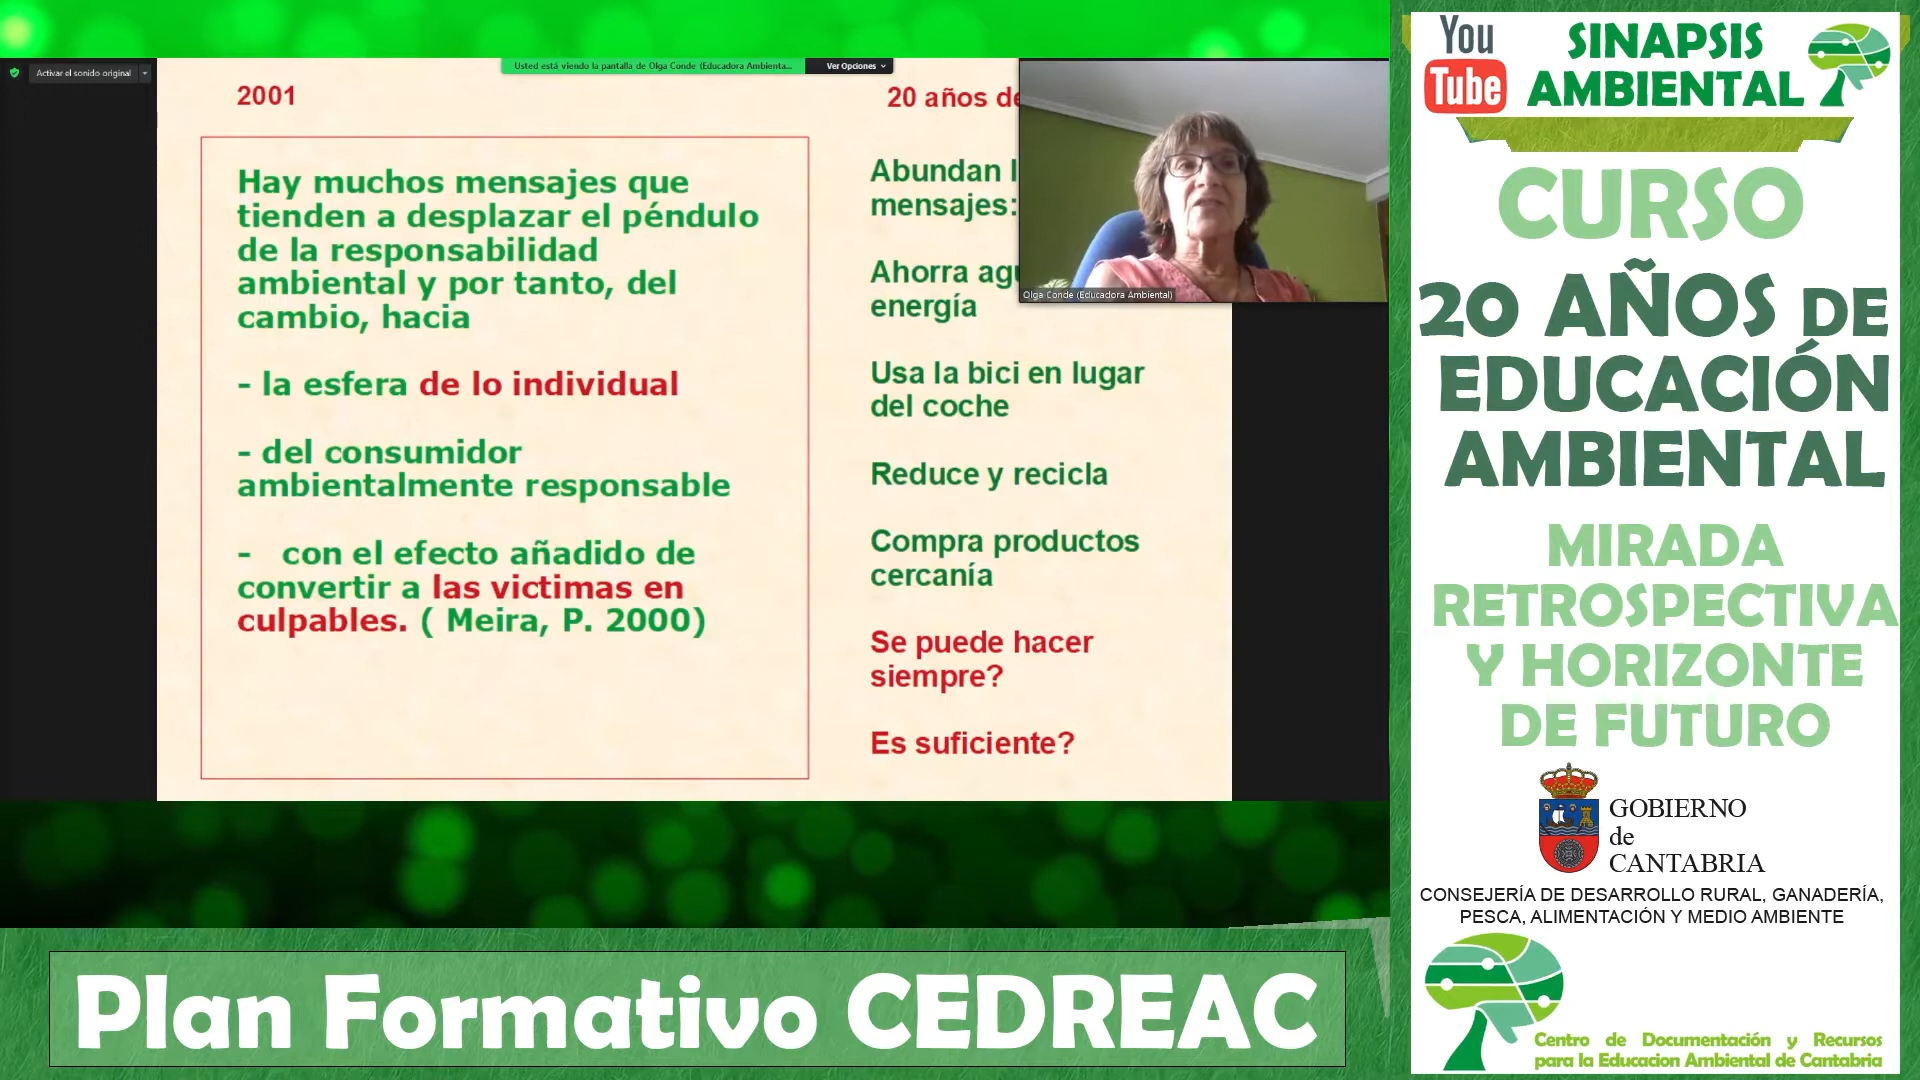 Activar el sonido original
Usted está viendo la pantalla de Olga Conde (Educadora Ambienta...
Ver Opciones
2001
Hay muchos mensajes que
tienden a desplazar el péndulo
de la responsabilidad
ambiental y por tanto, del
cambio, hacia
- la esfera de lo individual
- del consumidor
ambientalmente responsable
- con el efecto añadido de
convertir a las victimas en
culpables. ( Meira, P. 2000)
20 años de
Abundan l
mensajes:
Ahorra agu
energía
Usa la bici en lugar
del coche
Reduce y recicla
Compra productos
cercanía
Se puede hacer
siempre?
Es suficiente?
Olga Conde (Educadora Ambiental)
You
Tube
SINAPSIS
AMBIENTAL
CURSO
20 AÑOS DE
EDUCACIÓN
AMBIENTAL
MIRADA
RETROSPECTIVA
Y HORIZONTE
DE FUTURO
GOBIERNO
de
CANTABRIA
CONSEJERÍA DE DESARROLLO RURAL, GANADERÍA,
PESCA, ALIMENTACIÓN Y MEDIO AMBIENTE
Centro de Documentación y Recursos
para la Educacion Ambiental de Cantabria
Plan Formativo CEDREAC